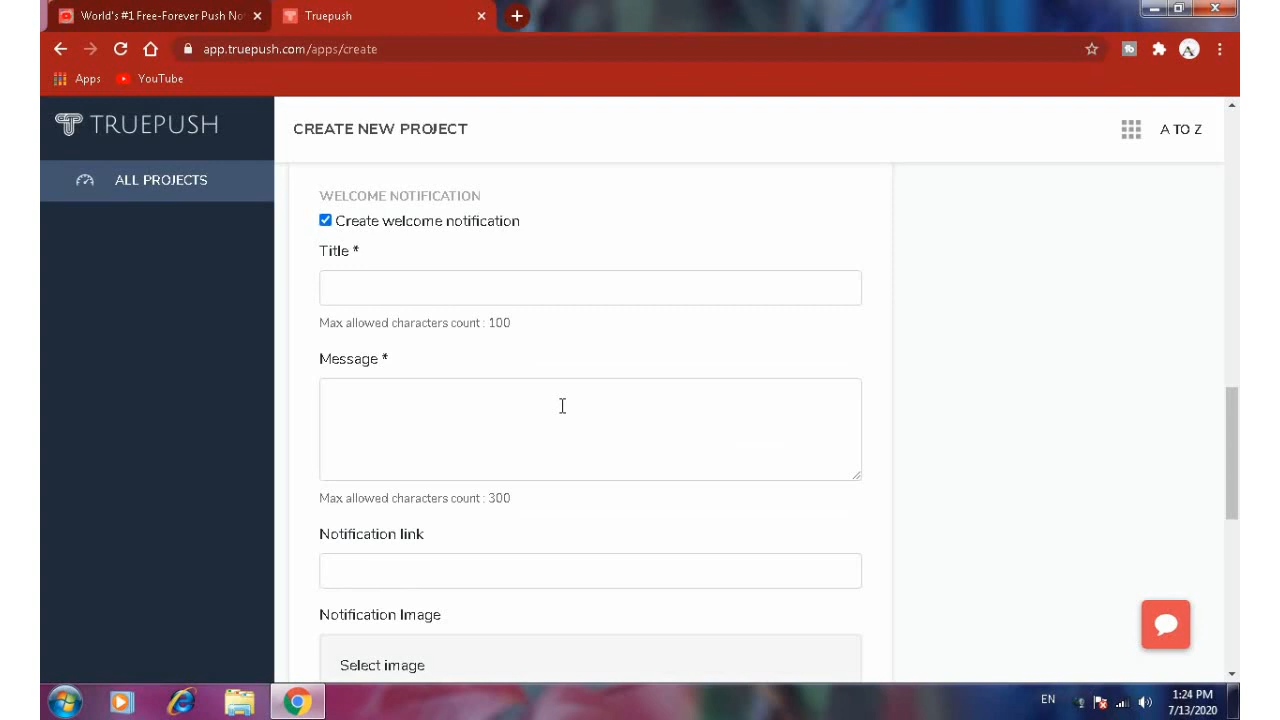 World's #1 Free-Forever Push No
Truepush
app.truepush.com/apps/create
Apps
YouTube
TRUEPUSH
CREATE NEW PROJECT
A TO Z
ALL PROJECTS
WELCOME NOTIFICATION
Create welcome notification
Title *
Max allowed characters count : 100
Message *
Max allowed characters count : 300
Notification link
Notification Image
Select image
EN
1:24 PM
7/13/2020